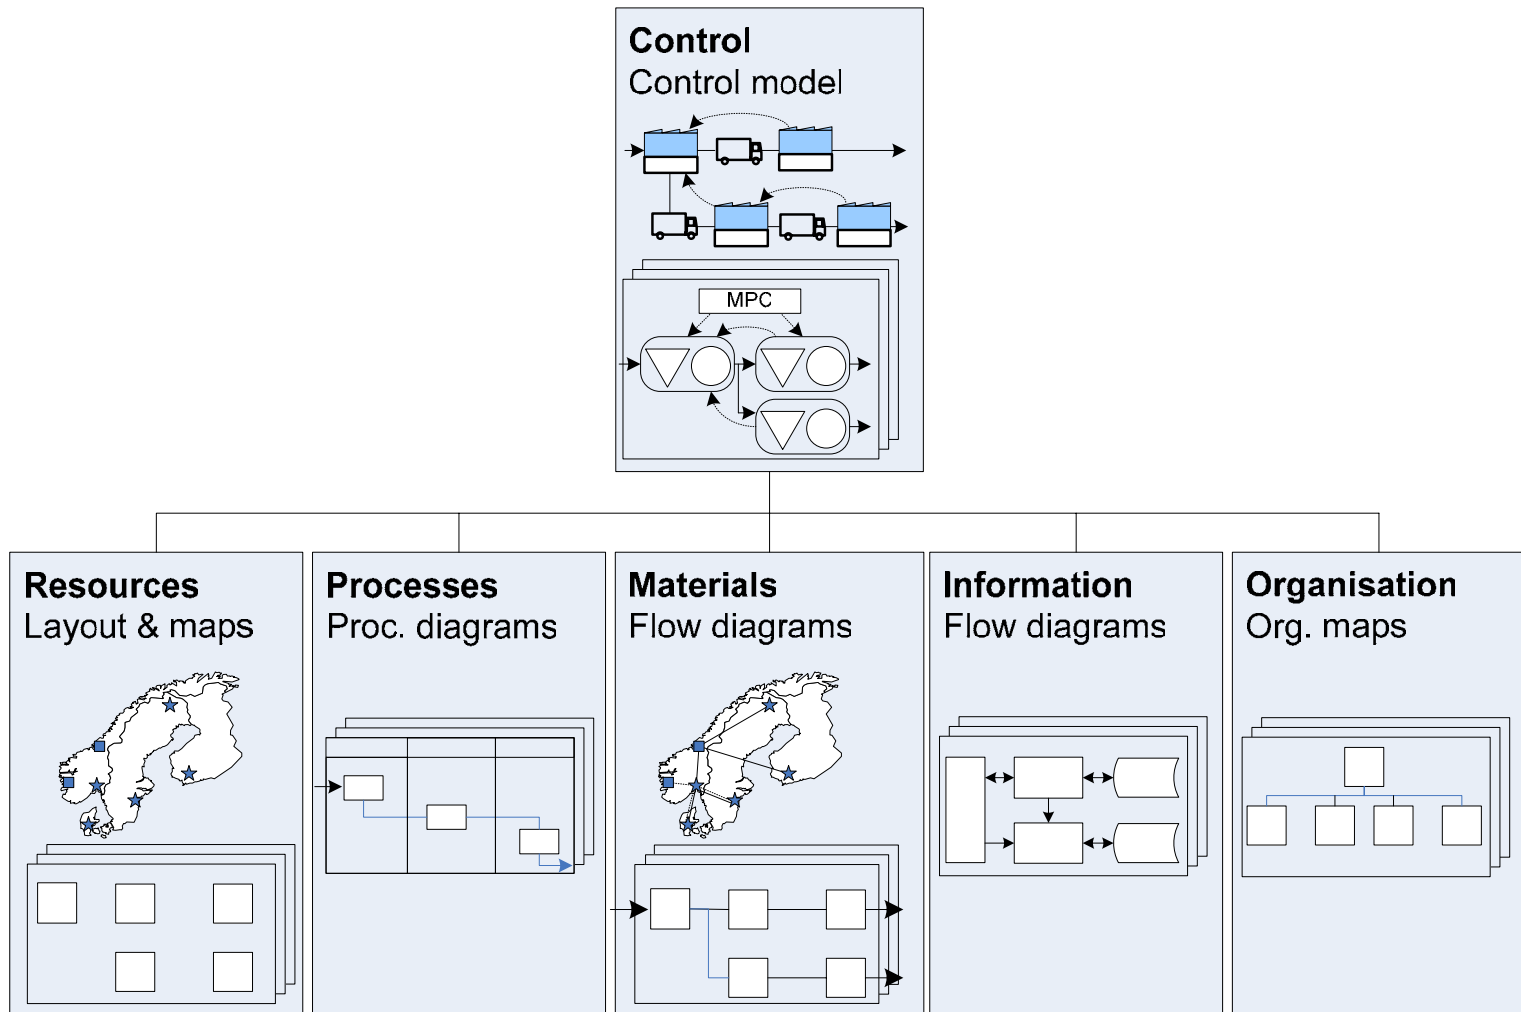 Control
Control model
MPC
Resources
Layout & maps
Processes
Proc. diagrams
Materials
Flow diagrams
Information
Flow diagrams
Organisation
Org. maps